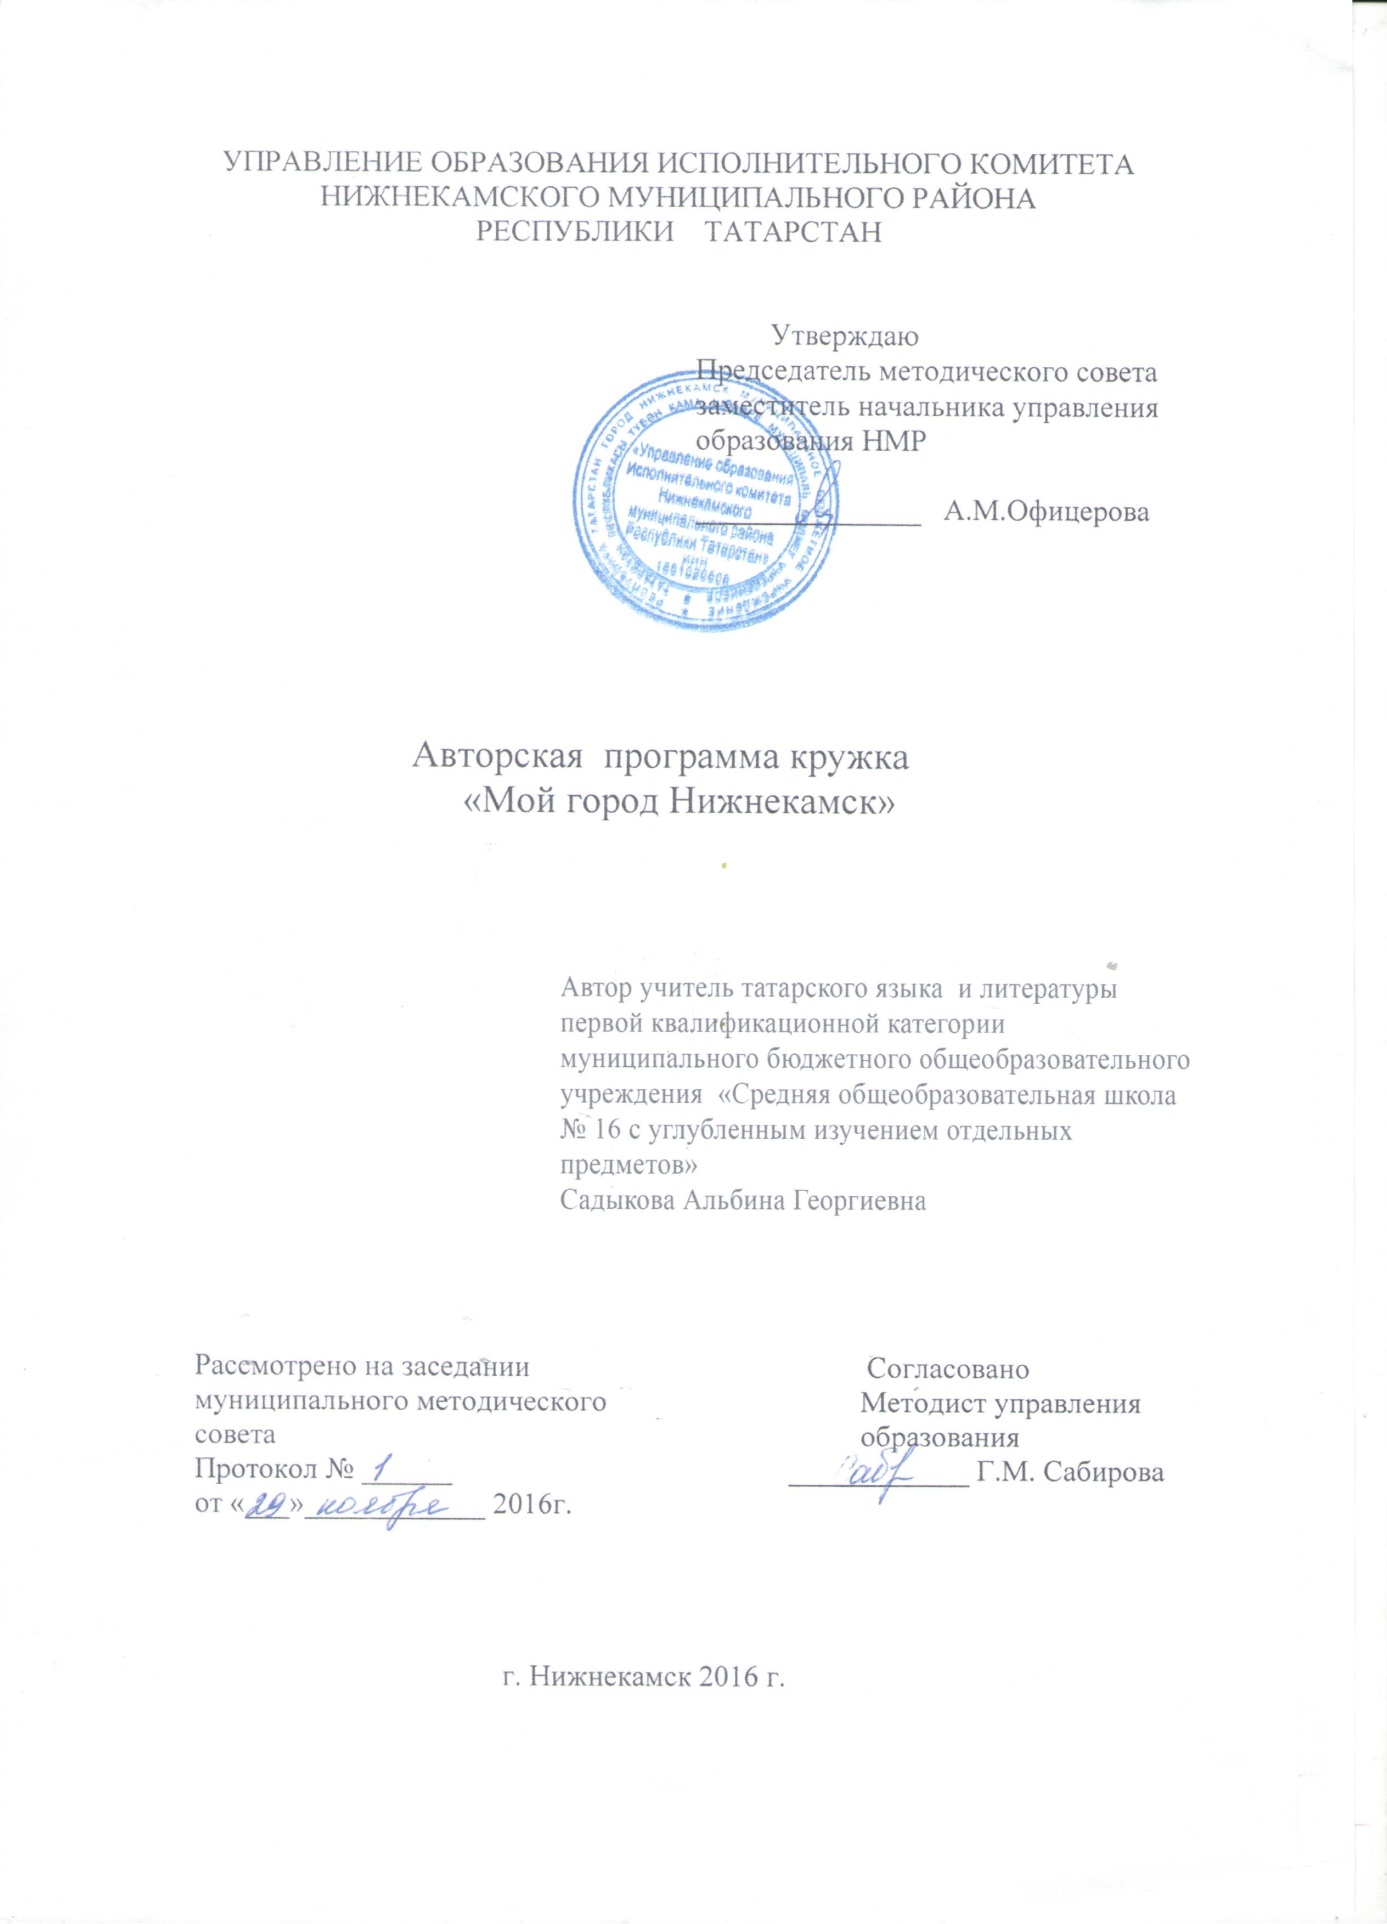 УПРАВЛЕНИЕ ОБРАЗОВАНИЯ ИСПОЛНИТЕЛЬНОГО КОМИТЕТА
НИЖНЕКАМСКОГО МУНИЦИПАЛЬНОГО РАЙОНА
РЕСПУБЛИКИ ТАТАРСТАН
Утверждаю
Председатель методического совета
заместитель начальника управления
образования НМР
А.М.Офицерова
«Управление образования
Исполнительного комитета
Нижнекамского
муниципального района
Республики Татарстан»
ИНН
Авторская программа кружка
«Мой город Нижнекамск»
Автор учитель татарского языка и литературы
первой квалификационной категории
муниципального бюджетного общеобразовательного
учреждения «Средняя общеобразовательная школа
№ 16 с углубленным изучением отдельных
предметов»
Садыкова Альбина Георгиевна
Рассмотрено на заседании
муниципального методического
совета
Протокол № 1
от «29» ноября 2016г.
Согласовано
Методист управления
образования
Г.М. Сабирова
г. Нижнекамск 2016 г.